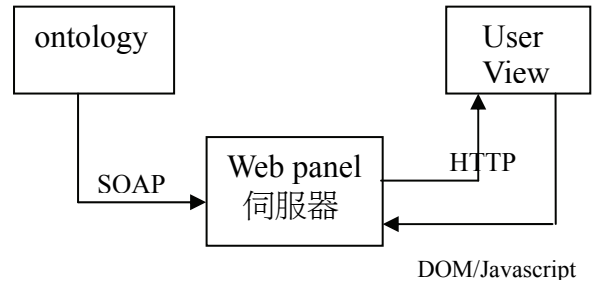 ontology
User
View
Web panel
伺服器
SOAP
HTTP
DOM/Javascript